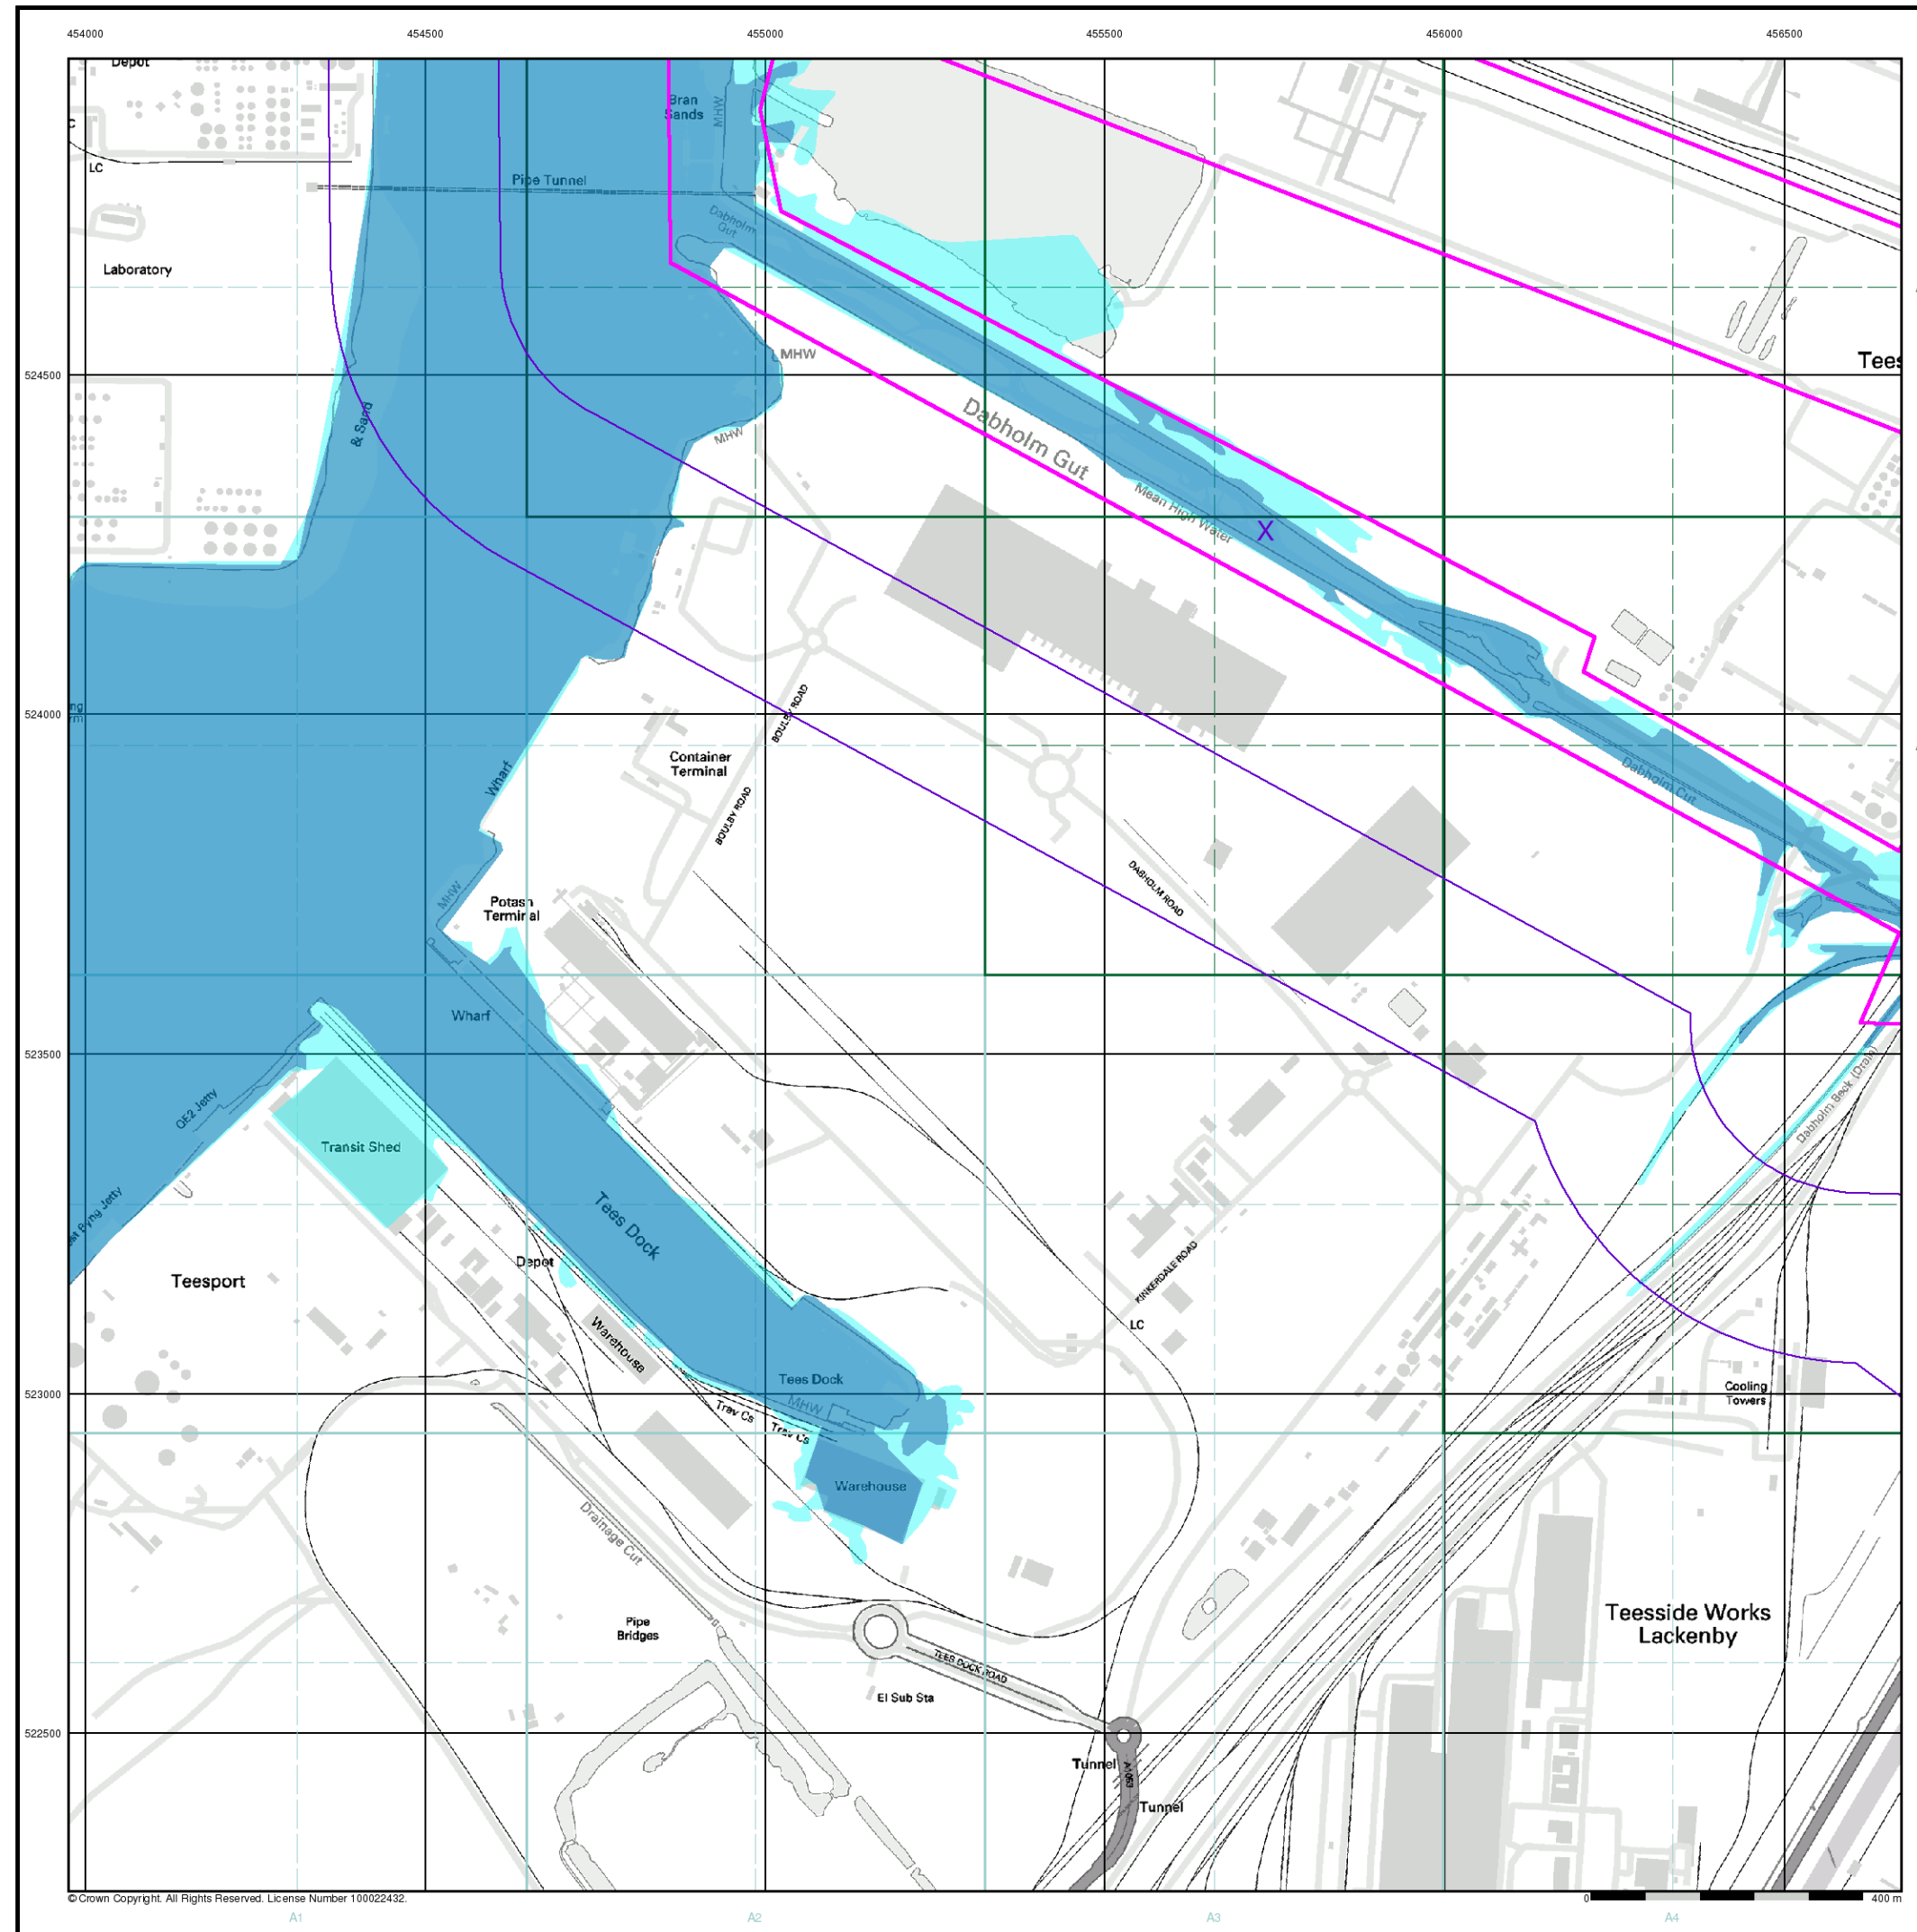 454000 454500 455000 455500 456000 456500
Depot
Bran
Sands
MHW
C
LC
Pipe Tunnel
Dabholm
Gut
Laboratory
MHW
524500
Tees
& Sand
MHW
Dabholm Gut
Mean High Water
X
524000
BOULBY ROAD
Container
Terminal
Wharf
BOULBY ROAD
Dabholm Cut
DABHOLM ROAD
MHW
Potash
Terminal
Wharf
523500
QE2 Jetty
Dabholm Beck (Drain)
Transit Shed
Byng Jetty
Tees Dock
Depot
Teesport
KINKERDALE ROAD
LC
Warehouse
Tees Dock
523000
MHW
Cooling
Towers
Trav Cs
Trav Cs
Warehouse
Drainage Cut
Pipe
Bridges
Teesside Works
Lackenby
TEES DOCK ROAD
El Sub Sta
522500
Tunnel
A1053
Tunnel
© Crown Copyright. All Rights Reserved. License Number 100022432.
0 400 m
A1 A2 A3 A4